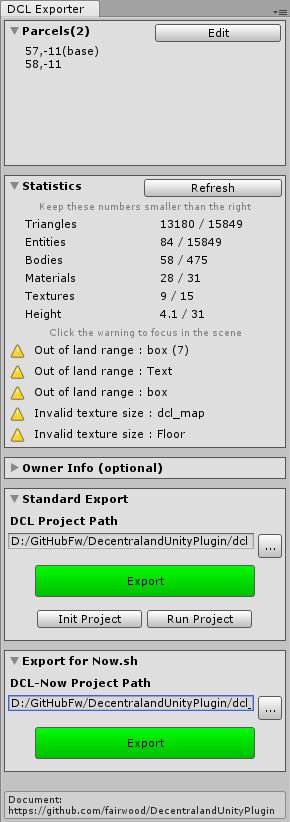 DCL Exporter
Parcels(2) Edit
57,-11(base)
58,-11
Statistics Refresh
Keep these numbers smaller than the right
Triangles 13180 / 15849
Entities 84 / 15849
Bodies 58 / 475
Materials 28 / 31
Textures 9 / 15
Height 4.1 / 31
Click the warning to focus in the scene
Out of land range : box (7)
Out of land range : Text
Out of land range : box
Invalid texture size : dcl_map
Invalid texture size : Floor
Owner Info (optional)
Standard Export
DCL Project Path
D:/GitHubFw/DecentralandUnityPlugin/dcl ...
Export
Init Project Run Project
Export for Now.sh
DCL-Now Project Path
D:/GitHubFw/DecentralandUnityPlugin/dcl_ ...
Export
Document:
https://github.com/fairwood/DecentralandUnityPlugin